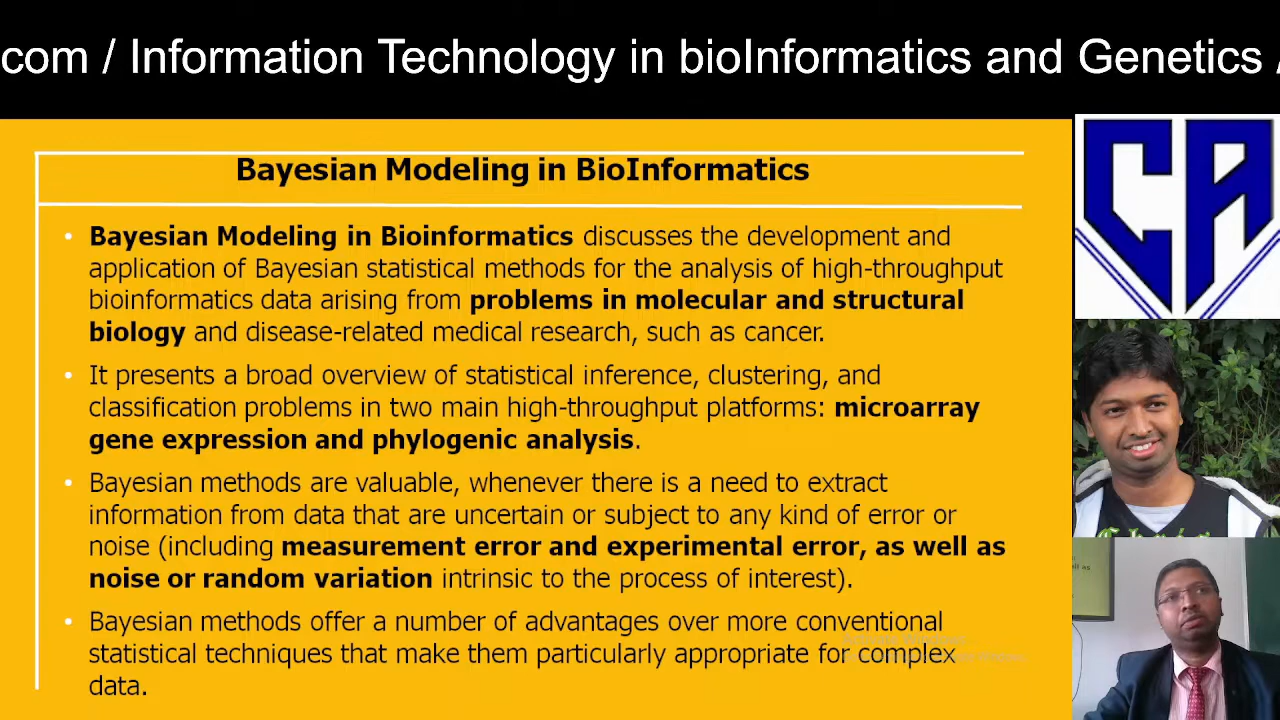 com / Information Technology in bioInformatics and Genetics /
Bayesian Modeling in BioInformatics
• Bayesian Modeling in Bioinformatics discusses the development and
application of Bayesian statistical methods for the analysis of high-throughput
bioinformatics data arising from problems in molecular and structural
biology and disease-related medical research, such as cancer.
• It presents a broad overview of statistical inference, clustering, and
classification problems in two main high-throughput platforms: microarray
gene expression and phylogenic analysis.
• Bayesian methods are valuable, whenever there is a need to extract
information from data that are uncertain or subject to any kind of error or
noise (including measurement error and experimental error, as well as
noise or random variation intrinsic to the process of interest).
• Bayesian methods offer a number of advantages over more conventional
statistical techniques that make them particularly appropriate for complex
data.
CA
Activate Windows